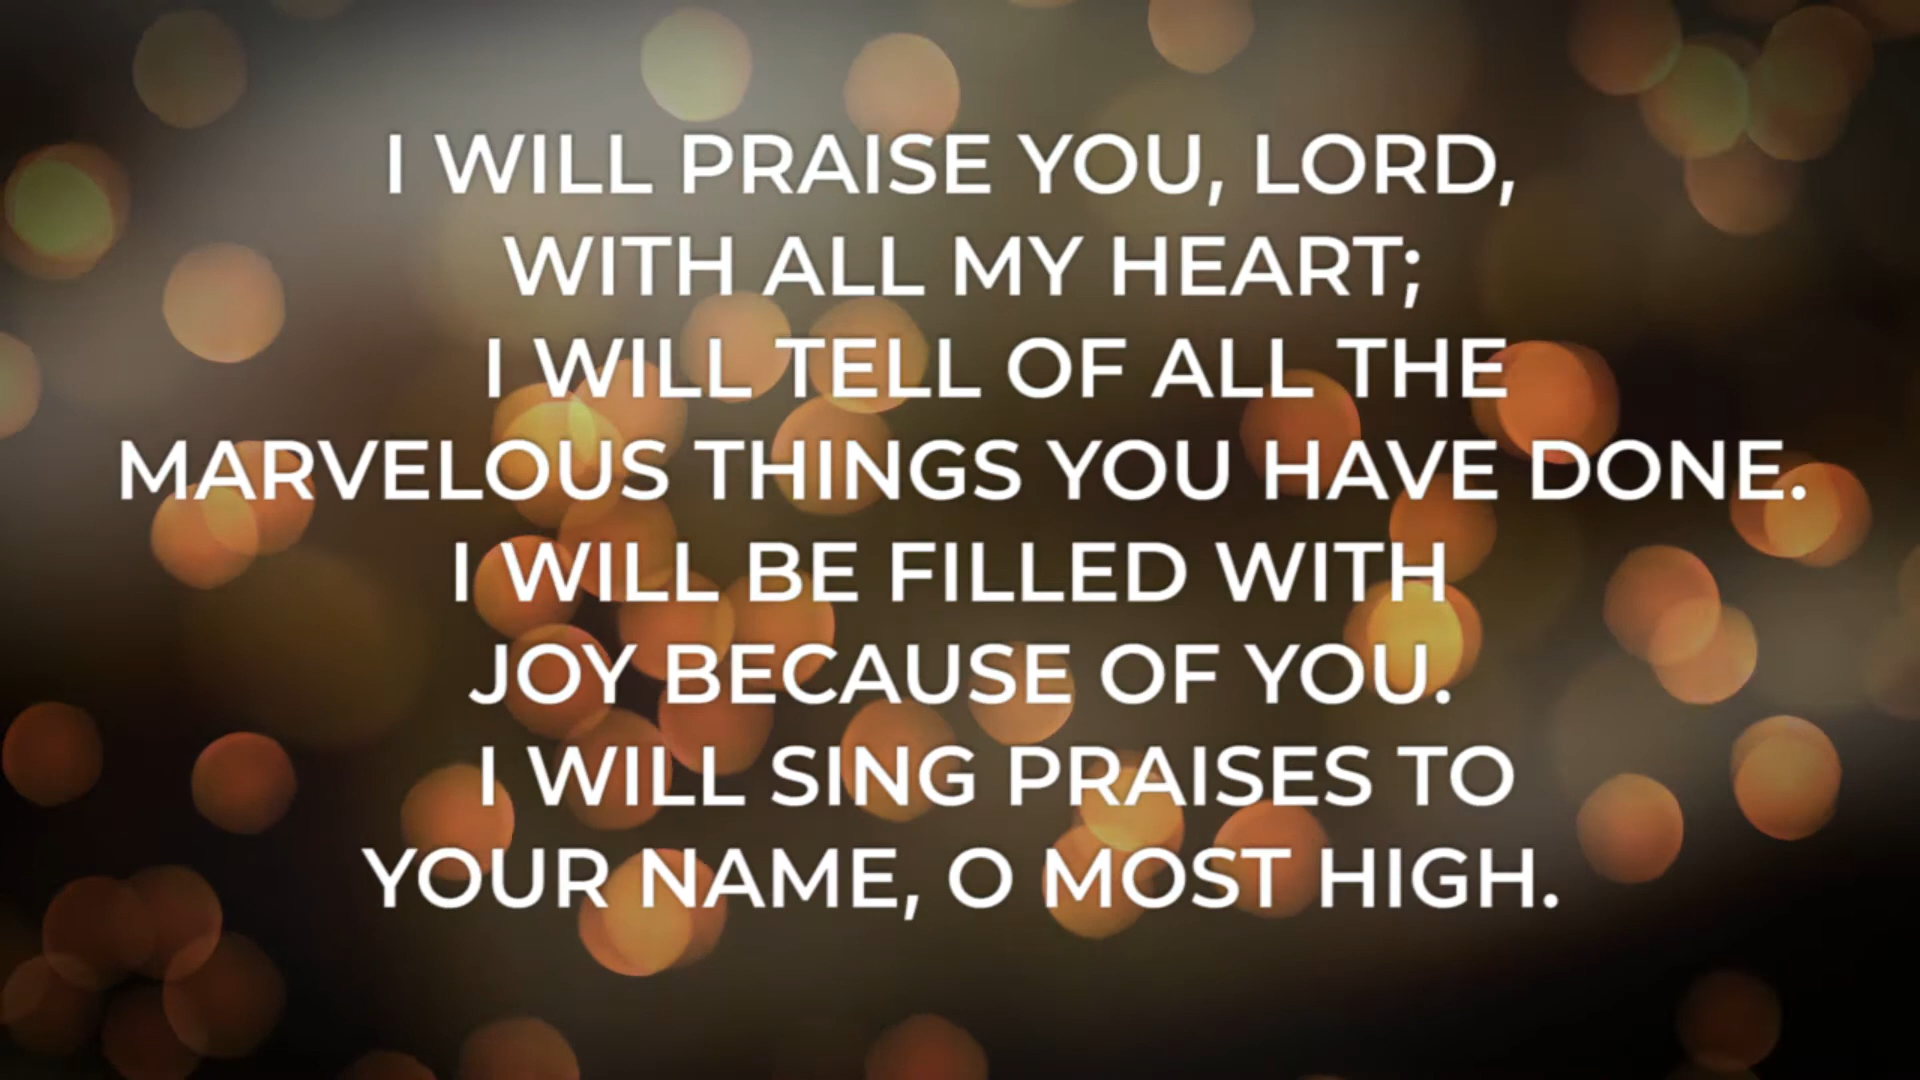 I WILL PRAISE YOU, LORD,
WITH ALL MY HEART;
I WILL TELL OF ALL THE
MARVELOUS THINGS YOU HAVE DONE.
I WILL BE FILLED WITH
JOY BECAUSE OF YOU.
I WILL SING PRAISES TO
YOUR NAME, O MOST HIGH.